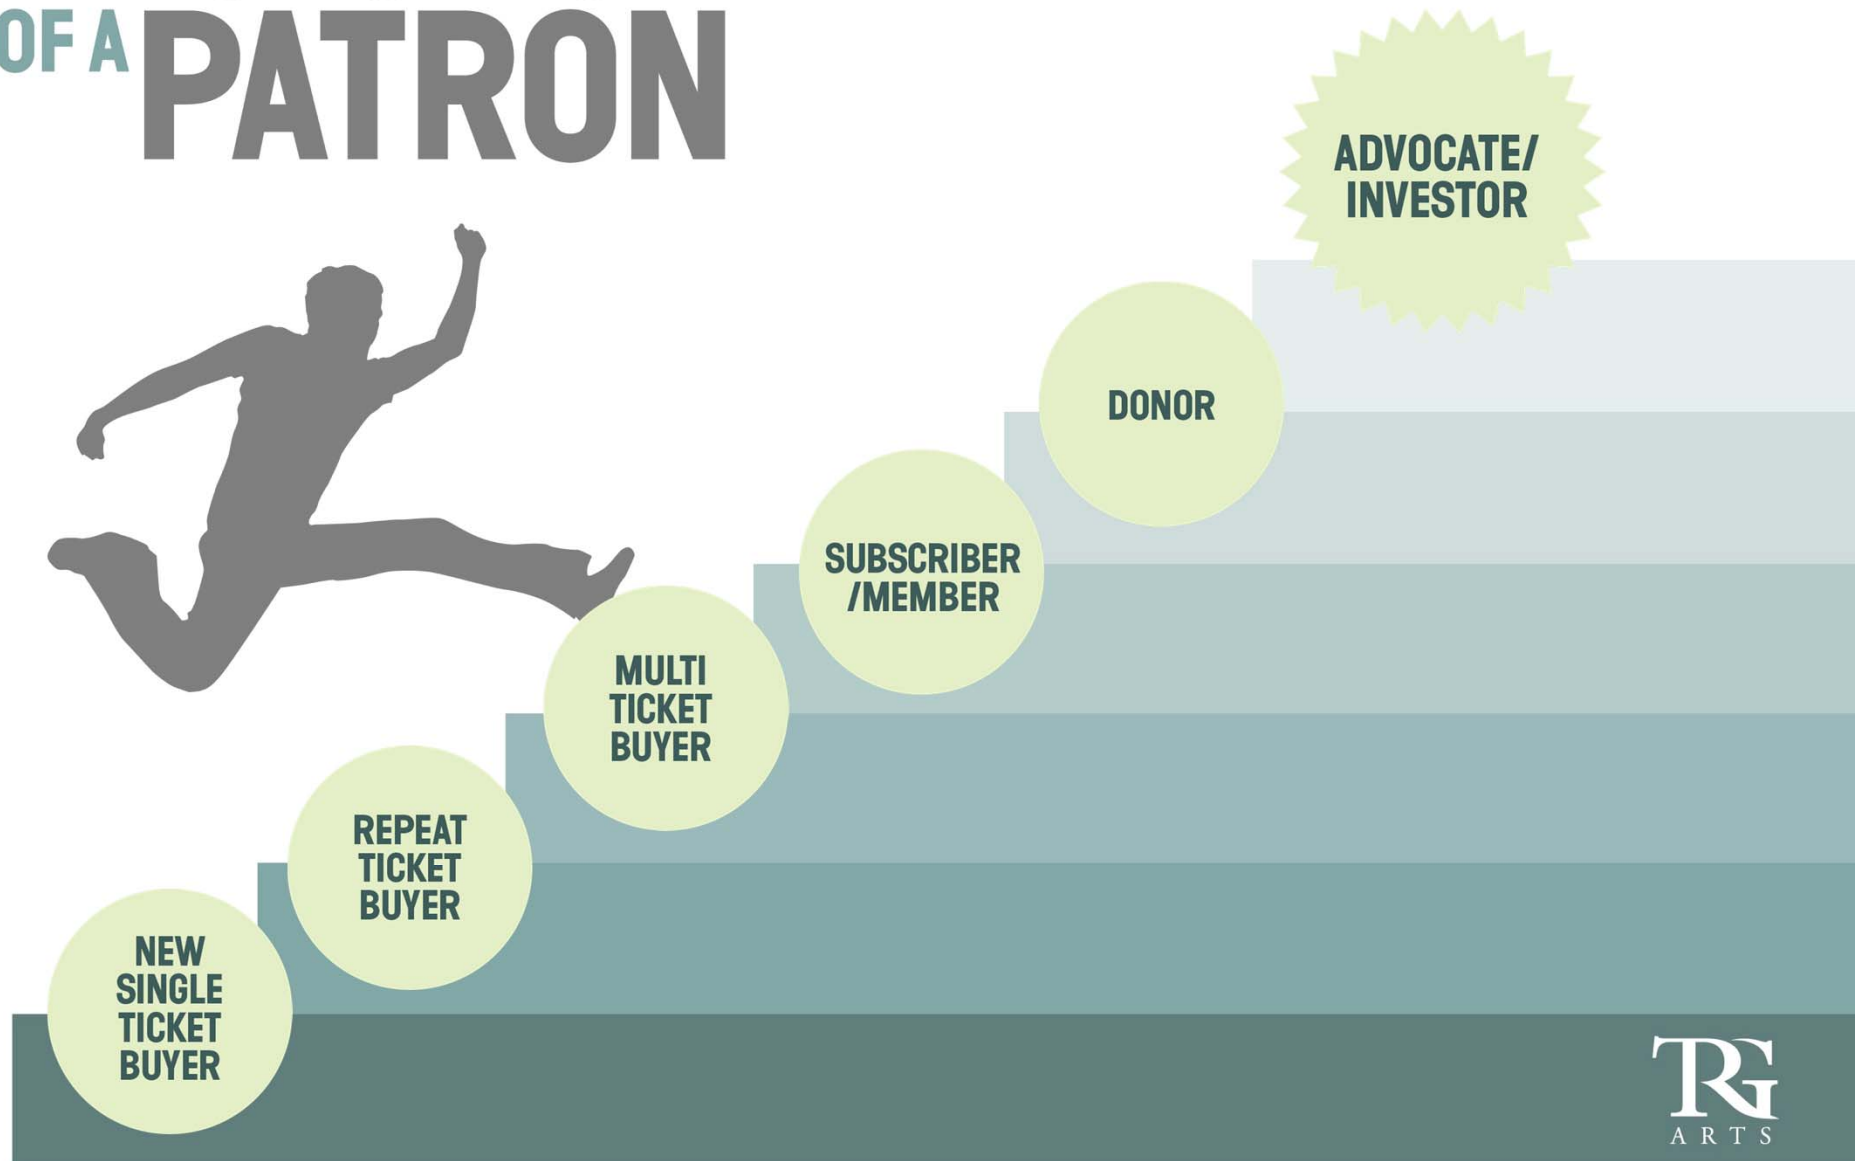 OF A PATRON
ADVOCATE/
INVESTOR
DONOR
SUBSCRIBER
/MEMBER
MULTI
TICKET
BUYER
REPEAT
TICKET
BUYER
NEW
SINGLE
TICKET
BUYER
TRG
ARTS